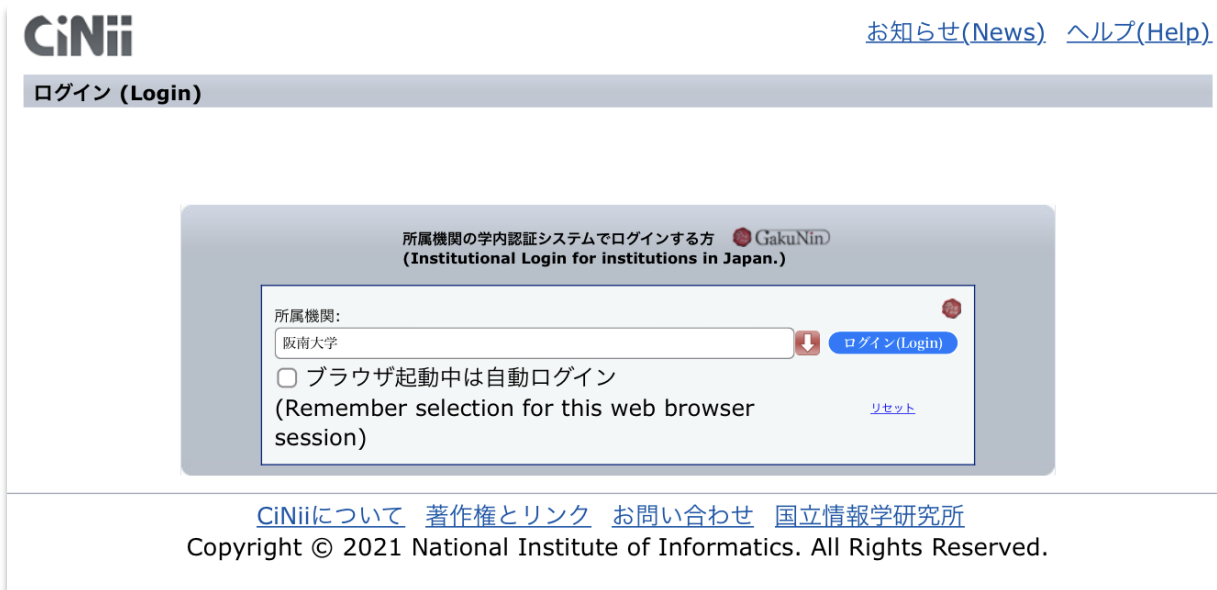 CiNii
お知らせ(News) ヘルプ(Help)
ログイン (Login)
所属機関の学内認証システムでログインする方 GakuNin
(Institutional Login for institutions in Japan.)
所属機関:
阪南大学
ログイン(Login)
ブラウザ起動中は自動ログイン
(Remember selection for this web browser
session)
リセット
CiNiiについて 著作権とリンク お問い合わせ 国立情報学研究所
Copyright © 2021 National Institute of Informatics. All Rights Reserved.